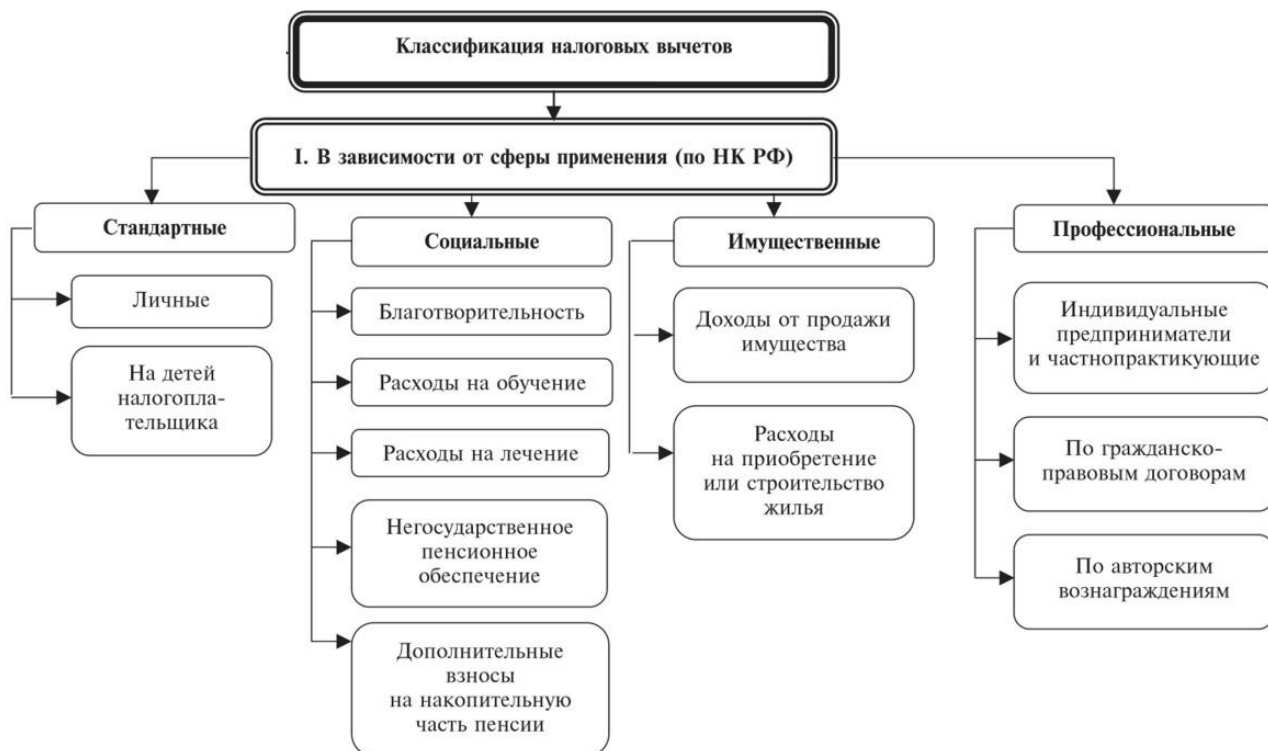 Классификация налоговых вычетов
I. В зависимости от сферы применения (по НК РФ)
Стандартные
Личные
На детей
налогопла-
тельщика
Социальные
Благотворительность
Расходы на обучение
Расходы на лечение
Негосударственное
пенсионное
обеспечение
Дополнительные
взносы
на накопительную
часть пенсии
Имущественные
Доходы от продажи
имущества
Расходы
на приобретение
или строительство
жилья
Профессиональные
Индивидуальные
предприниматели
и частнопрактикующие
По гражданско-
правовым договорам
По авторским
вознаграждениям